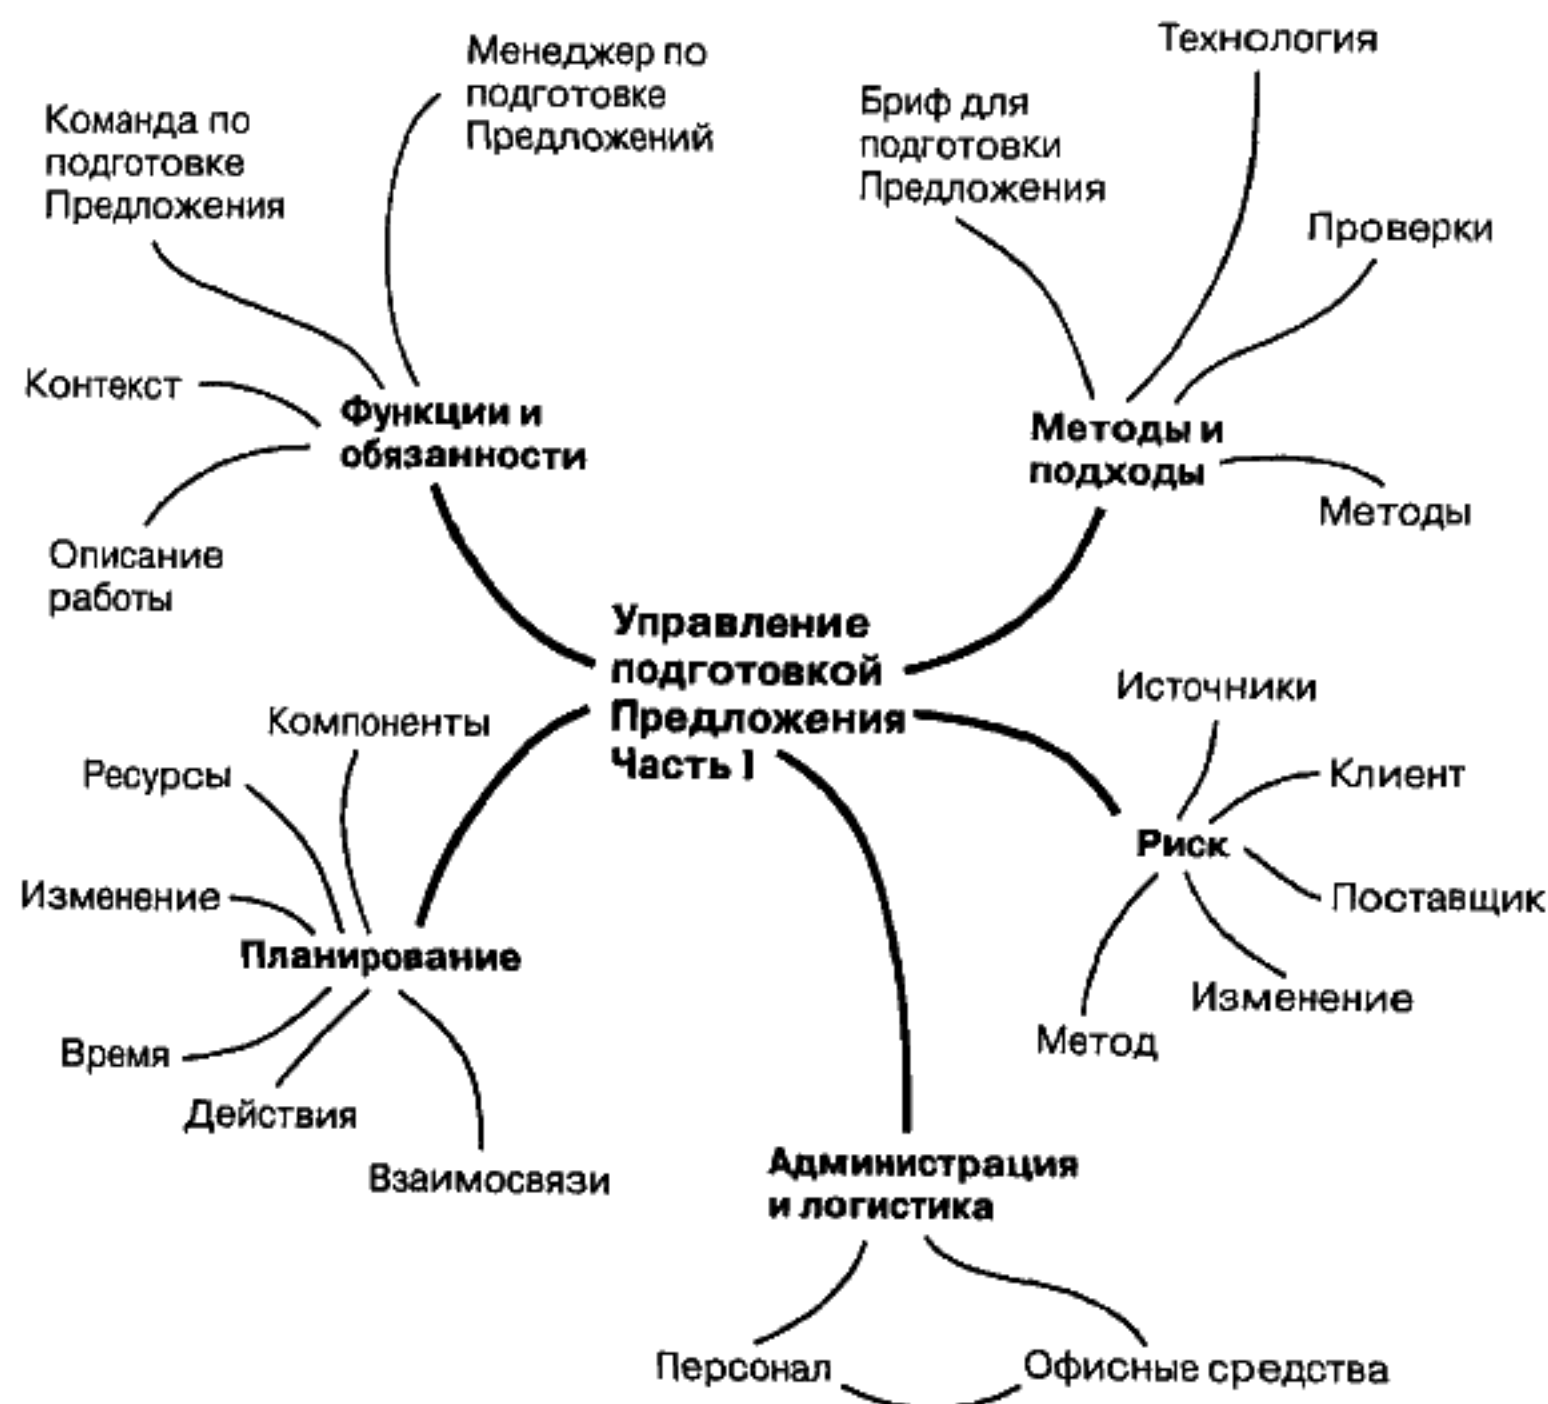 Менеджер по
подготовке
Предложений
Команда по
подготовке
Предложения
Контекст
Функции и
обязанности
Описание
работы
Технология
Бриф для
подготовки
Предложения
Проверки
Методы и
подходы
Методы
Управление
подготовкой
Предложения
Часть 1
Компоненты
Ресурсы
Изменение
Планирование
Время
Действия
Взаимосвязи
Источники
Клиент
Риск
Поставщик
Изменение
Метод
Администрация
и логистика
Персонал
Офисные средства